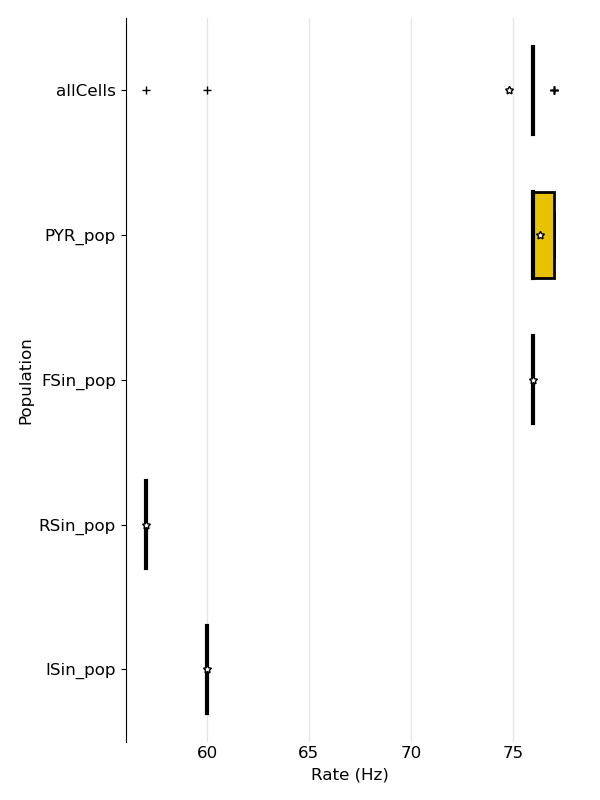 allCells
PYR_pop
FSin_pop
RSin_pop
ISin_pop
Population
60 65 70 75
Rate (Hz)